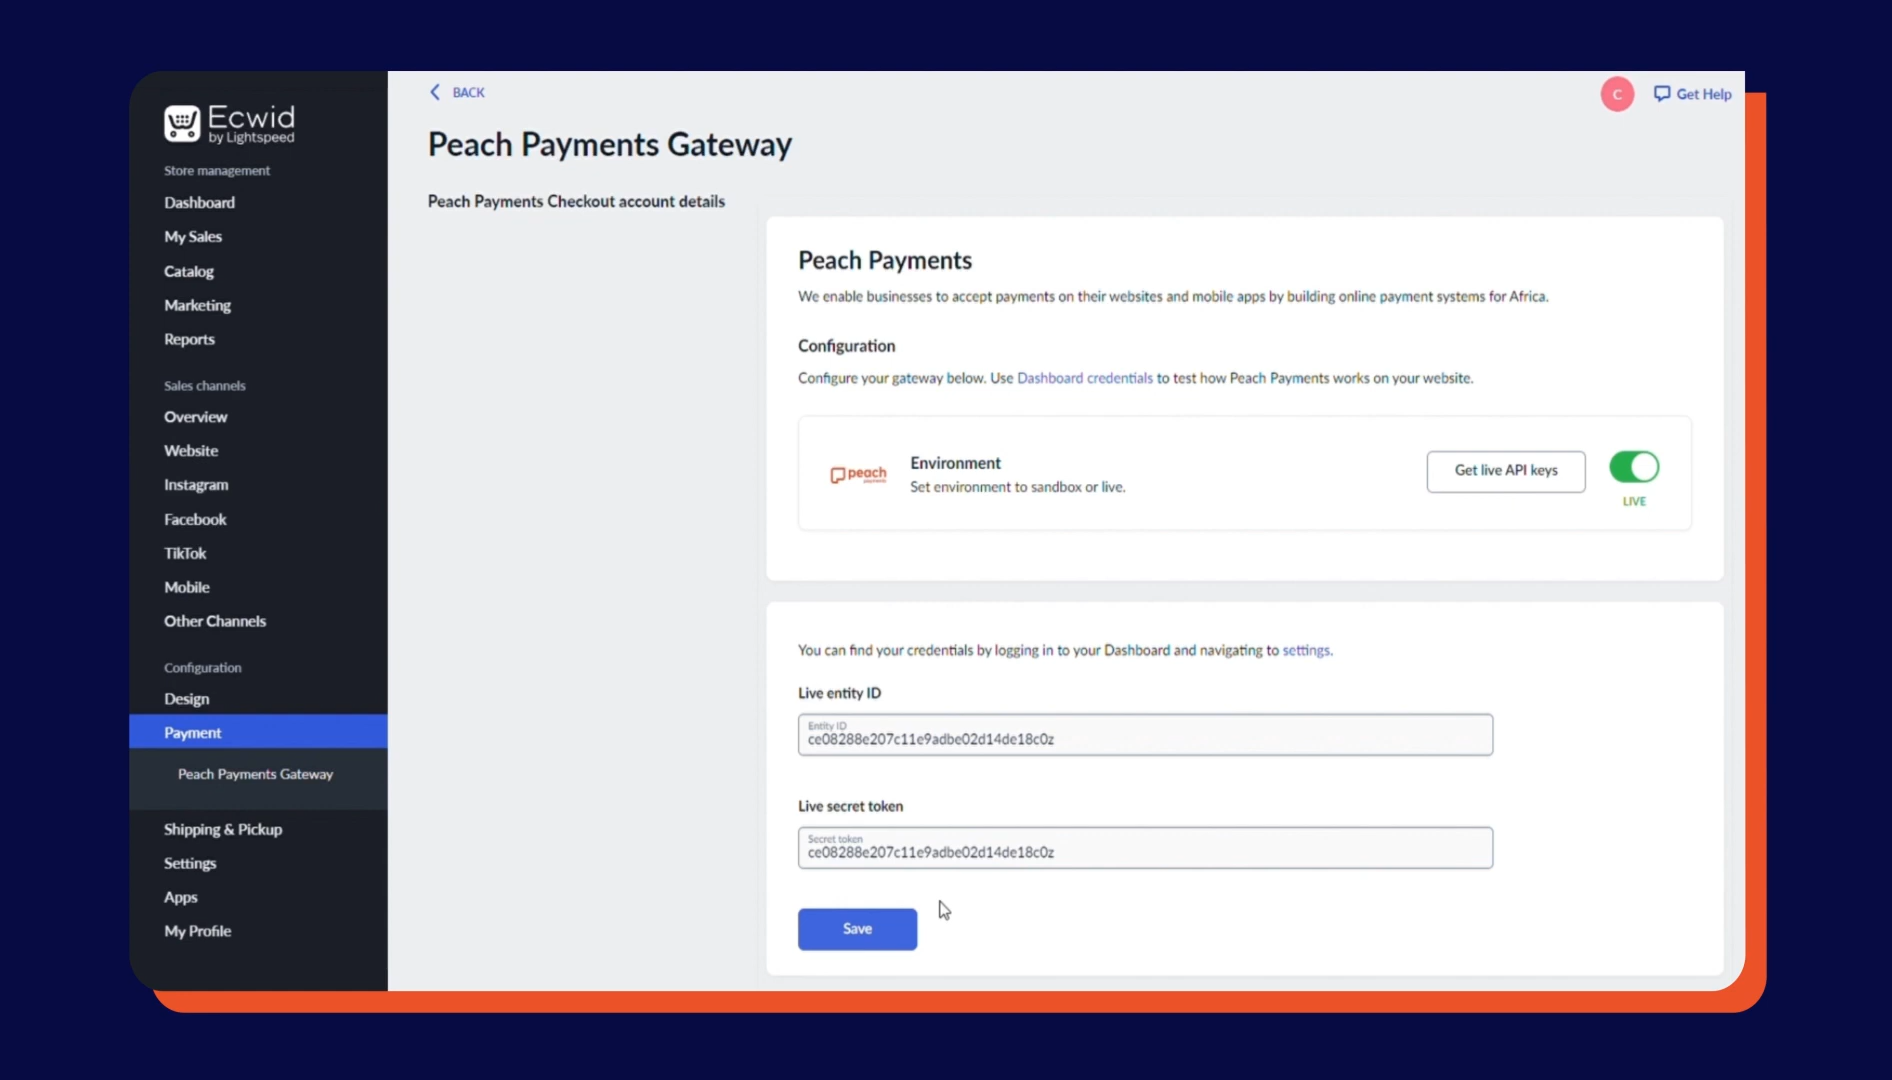 Ecwid
by Lightspeed
Store management
Dashboard
My Sales
Catalog
Marketing
Reports
Sales channels
Overview
Website
Instagram
Facebook
TikTok
Mobile
Other Channels
Configuration
Design
Payment
Peach Payments Gateway
Shipping & Pickup
Settings
Apps
My Profile
BACK
C
Get Help
Peach Payments Gateway
Peach Payments Checkout account details
Peach Payments
We enable businesses to accept payments on their websites and mobile apps by building online payment systems for Africa.
Configuration
Configure your gateway below. Use Dashboard credentials to test how Peach Payments works on your website.
peach
payments
Environment
Set environment to sandbox or live.
Get live API keys
LIVE
You can find your credentials by logging in to your Dashboard and navigating to settings.
Live entity ID
Entity ID
ce08288e207c11e9adbe02d14de18c0z
Live secret token
Secret token
ce08288e207c11e9adbe02d14de18c0z
Save